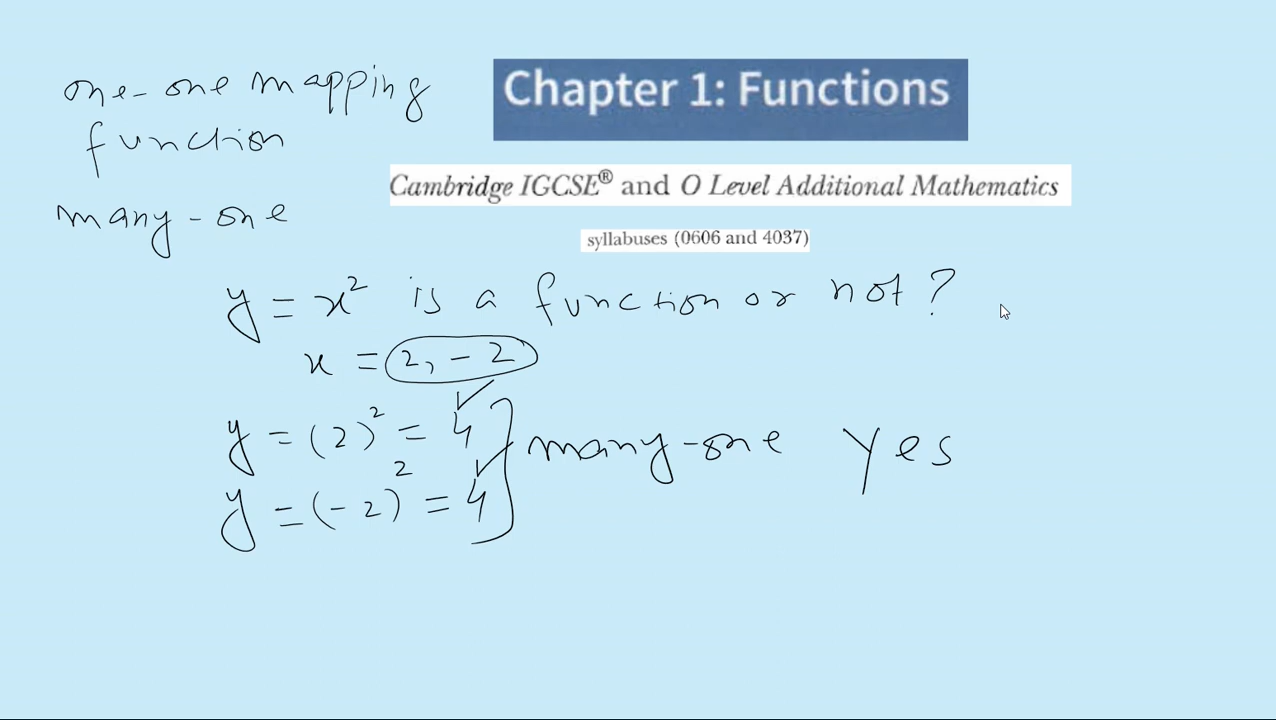 one-one mapping
function
many-one
Chapter 1: Functions
Cambridge IGCSE® and O Level Additional Mathematics
syllabuses (0606 and 4037)
y = x² is a function or not?
x = 2, -2
y = (2)² = 4
y = (-2)² = 4
many-one yes